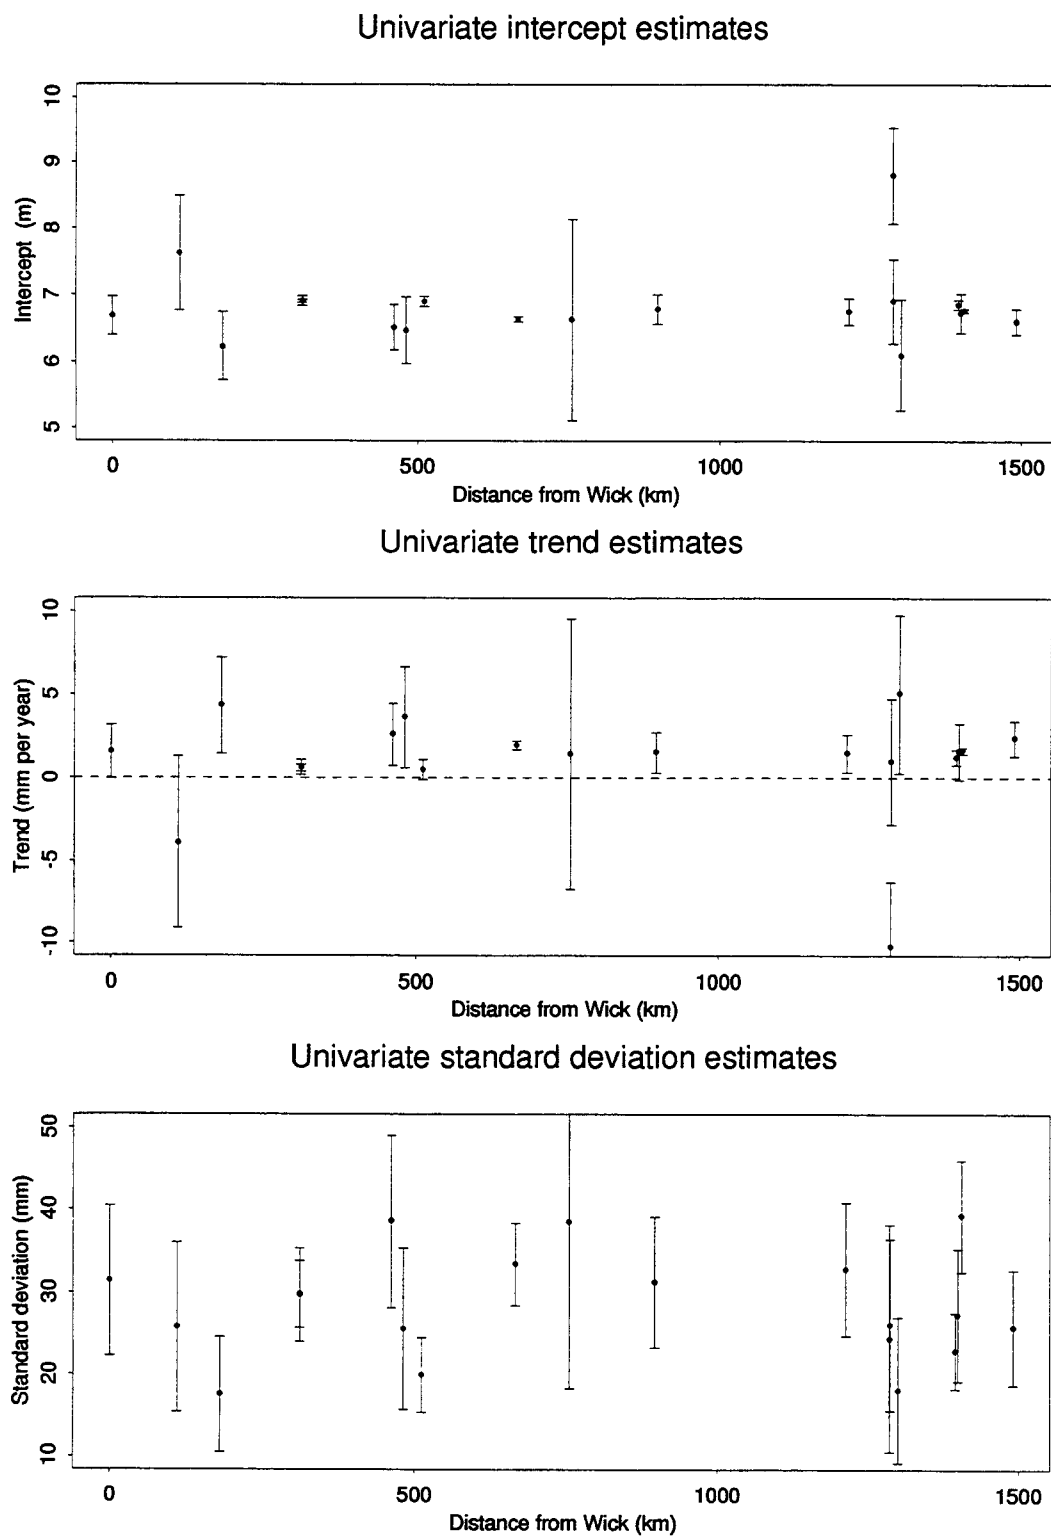 Univariate intercept estimates
10
9
8
7
6
5
Intercept (m)
0 500 1000 1500
Distance from Wick (km)
Univariate trend estimates
10
5
0
-5
-10
Trend (mm per year)
0 500 1000 1500
Distance from Wick (km)
Univariate standard deviation estimates
50
40
30
20
10
Standard deviation (mm)
0 500 1000 1500
Distance from Wick (km)